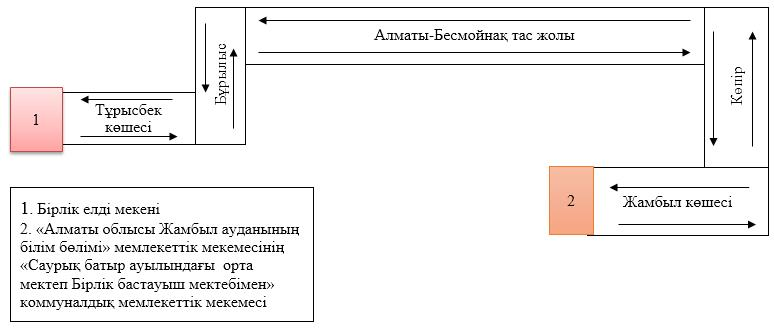 Алматы-Бесмойнақ тас жолы
Бұрылыс
Көпір
1
Тұрысбек
көшесі
2
Жамбыл көшесі
1. Бірлік елді мекені
2. «Алматы облысы Жамбыл ауданының
білім бөлімі» мемлекеттік мекемесінің
«Саурық батыр ауылындағы орта
мектеп Бірлік бастауыш мектебімен»
коммуналдық мемлекеттік мекемесі